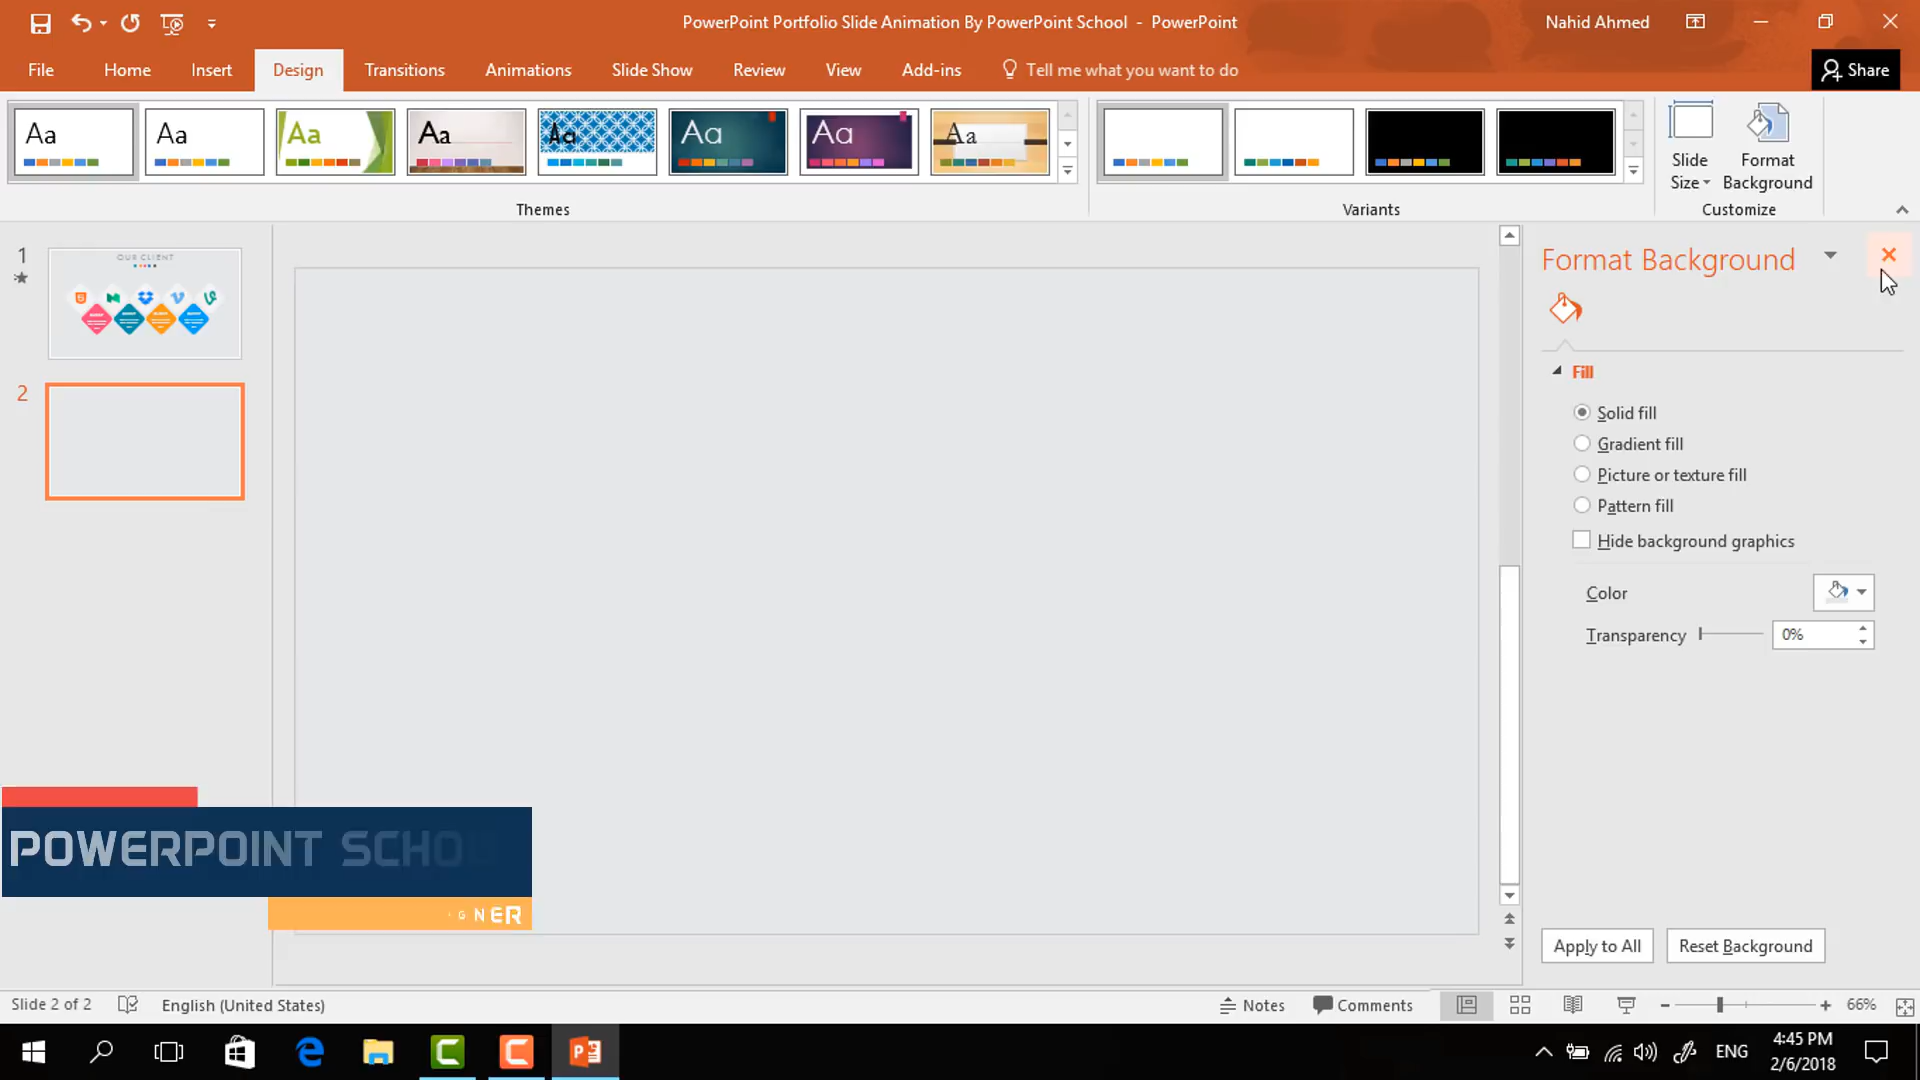 PowerPoint Portfolio Slide Animation By PowerPoint School - PowerPoint
Nahid Ahmed
File Home Insert Design Transitions Animations Slide Show Review View Add-ins Tell me what you want to do
Share
Aa Aa Aa Aa Aa Aa Aa Aa
Slide Size
Format Background
Themes Variants Customize
1
OUR CLIENT
2
Format Background
Fill
Solid fill
Gradient fill
Picture or texture fill
Pattern fill
Hide background graphics
Color
Transparency 0%
POWERPOINT SCHO
NER
Apply to All Reset Background
Slide 2 of 2 English (United States) Notes Comments 66%
ENG
4:45 PM
2/6/2018